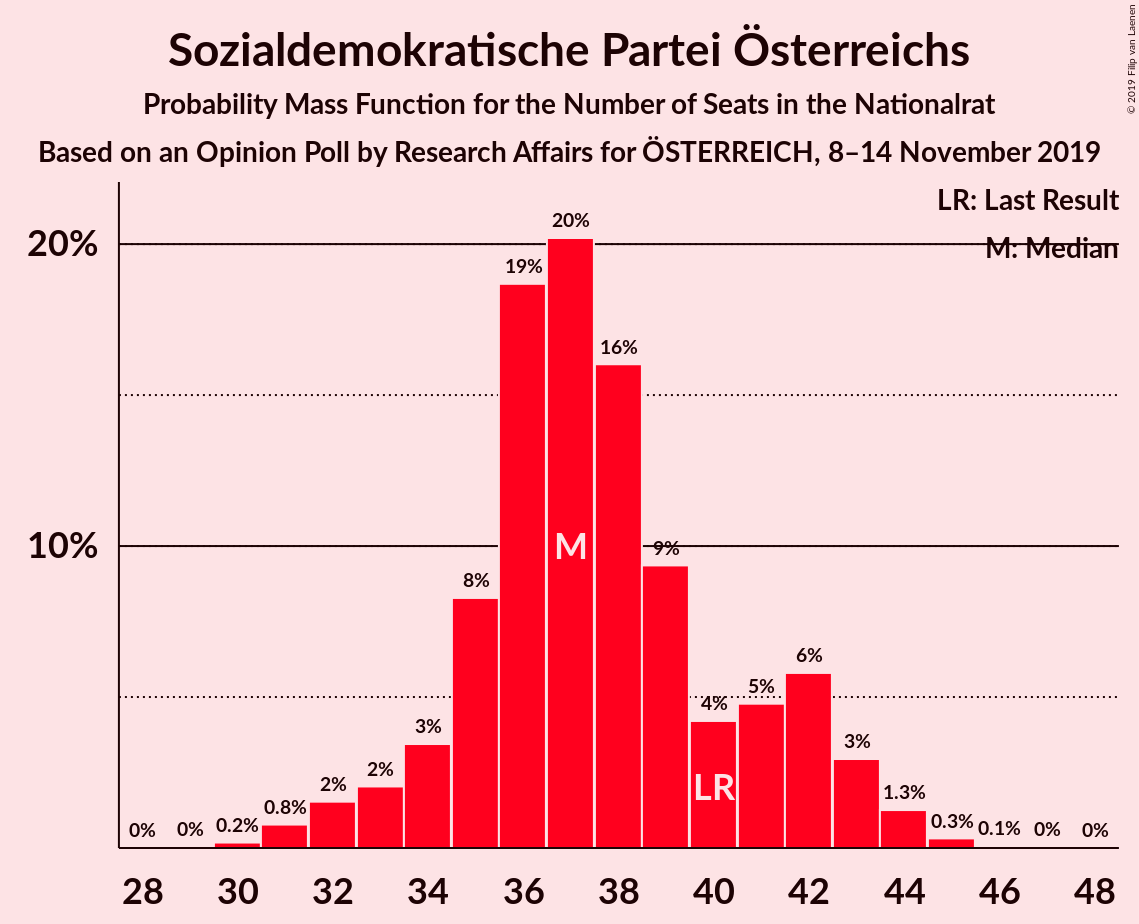 Sozialdemokratische Partei Österreichs
Probability Mass Function for the Number of Seats in the Nationalrat
Based on an Opinion Poll by Research Affairs for ÖSTERREICH, 8–14 November 2019
© 2019 Filip van Laenen
LR: Last Result
M: Median
20%
10%
0%
0%
0.2%
0.8%
2%
2%
3%
8%
19%
20%
16%
9%
4%
5%
6%
3%
1.3%
0.3%
0.1%
0%
0%
M
LR
28 30 32 34 36 38 40 42 44 46 48